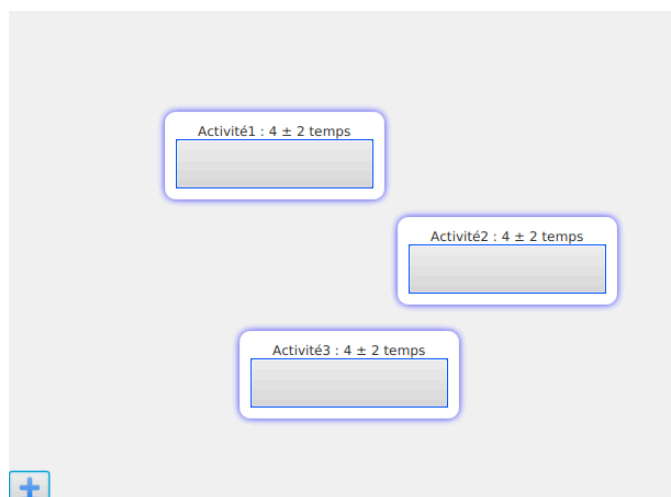 Activité1 : 4 ± 2 temps
Activité2 : 4 ± 2 temps
Activité3 : 4 ± 2 temps